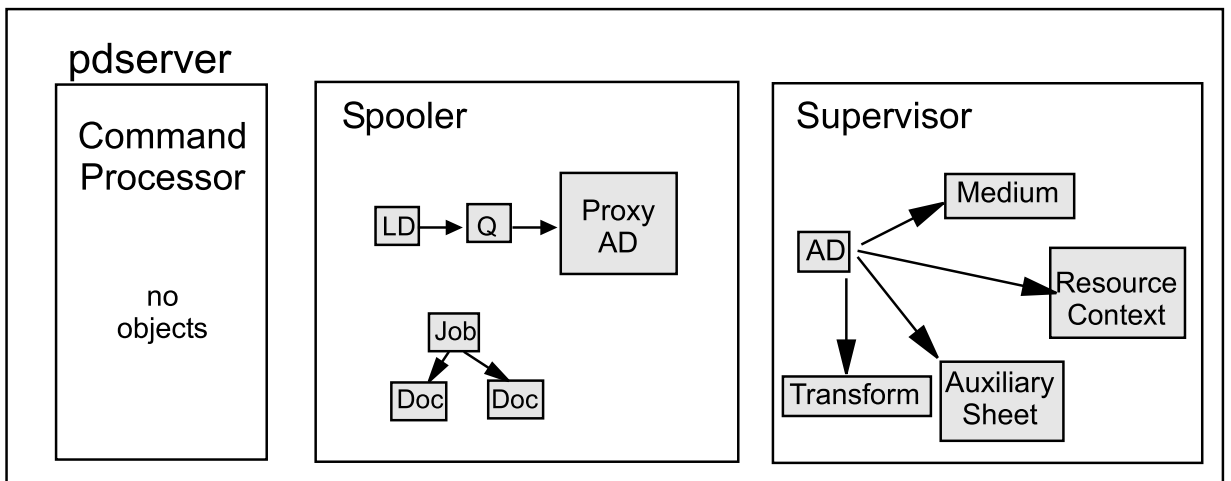 pdserver
Command
Processor
no
objects
Spooler
LD
Q
Proxy
AD
Job
Doc
Doc
Supervisor
Medium
AD
Resource
Context
Transform
Auxiliary
Sheet